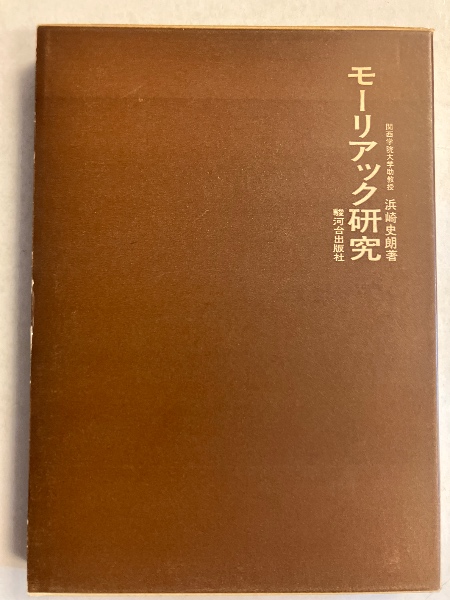 関西学院大学助教授 浜崎史朗著
モーリアック研究
駿河台出版社